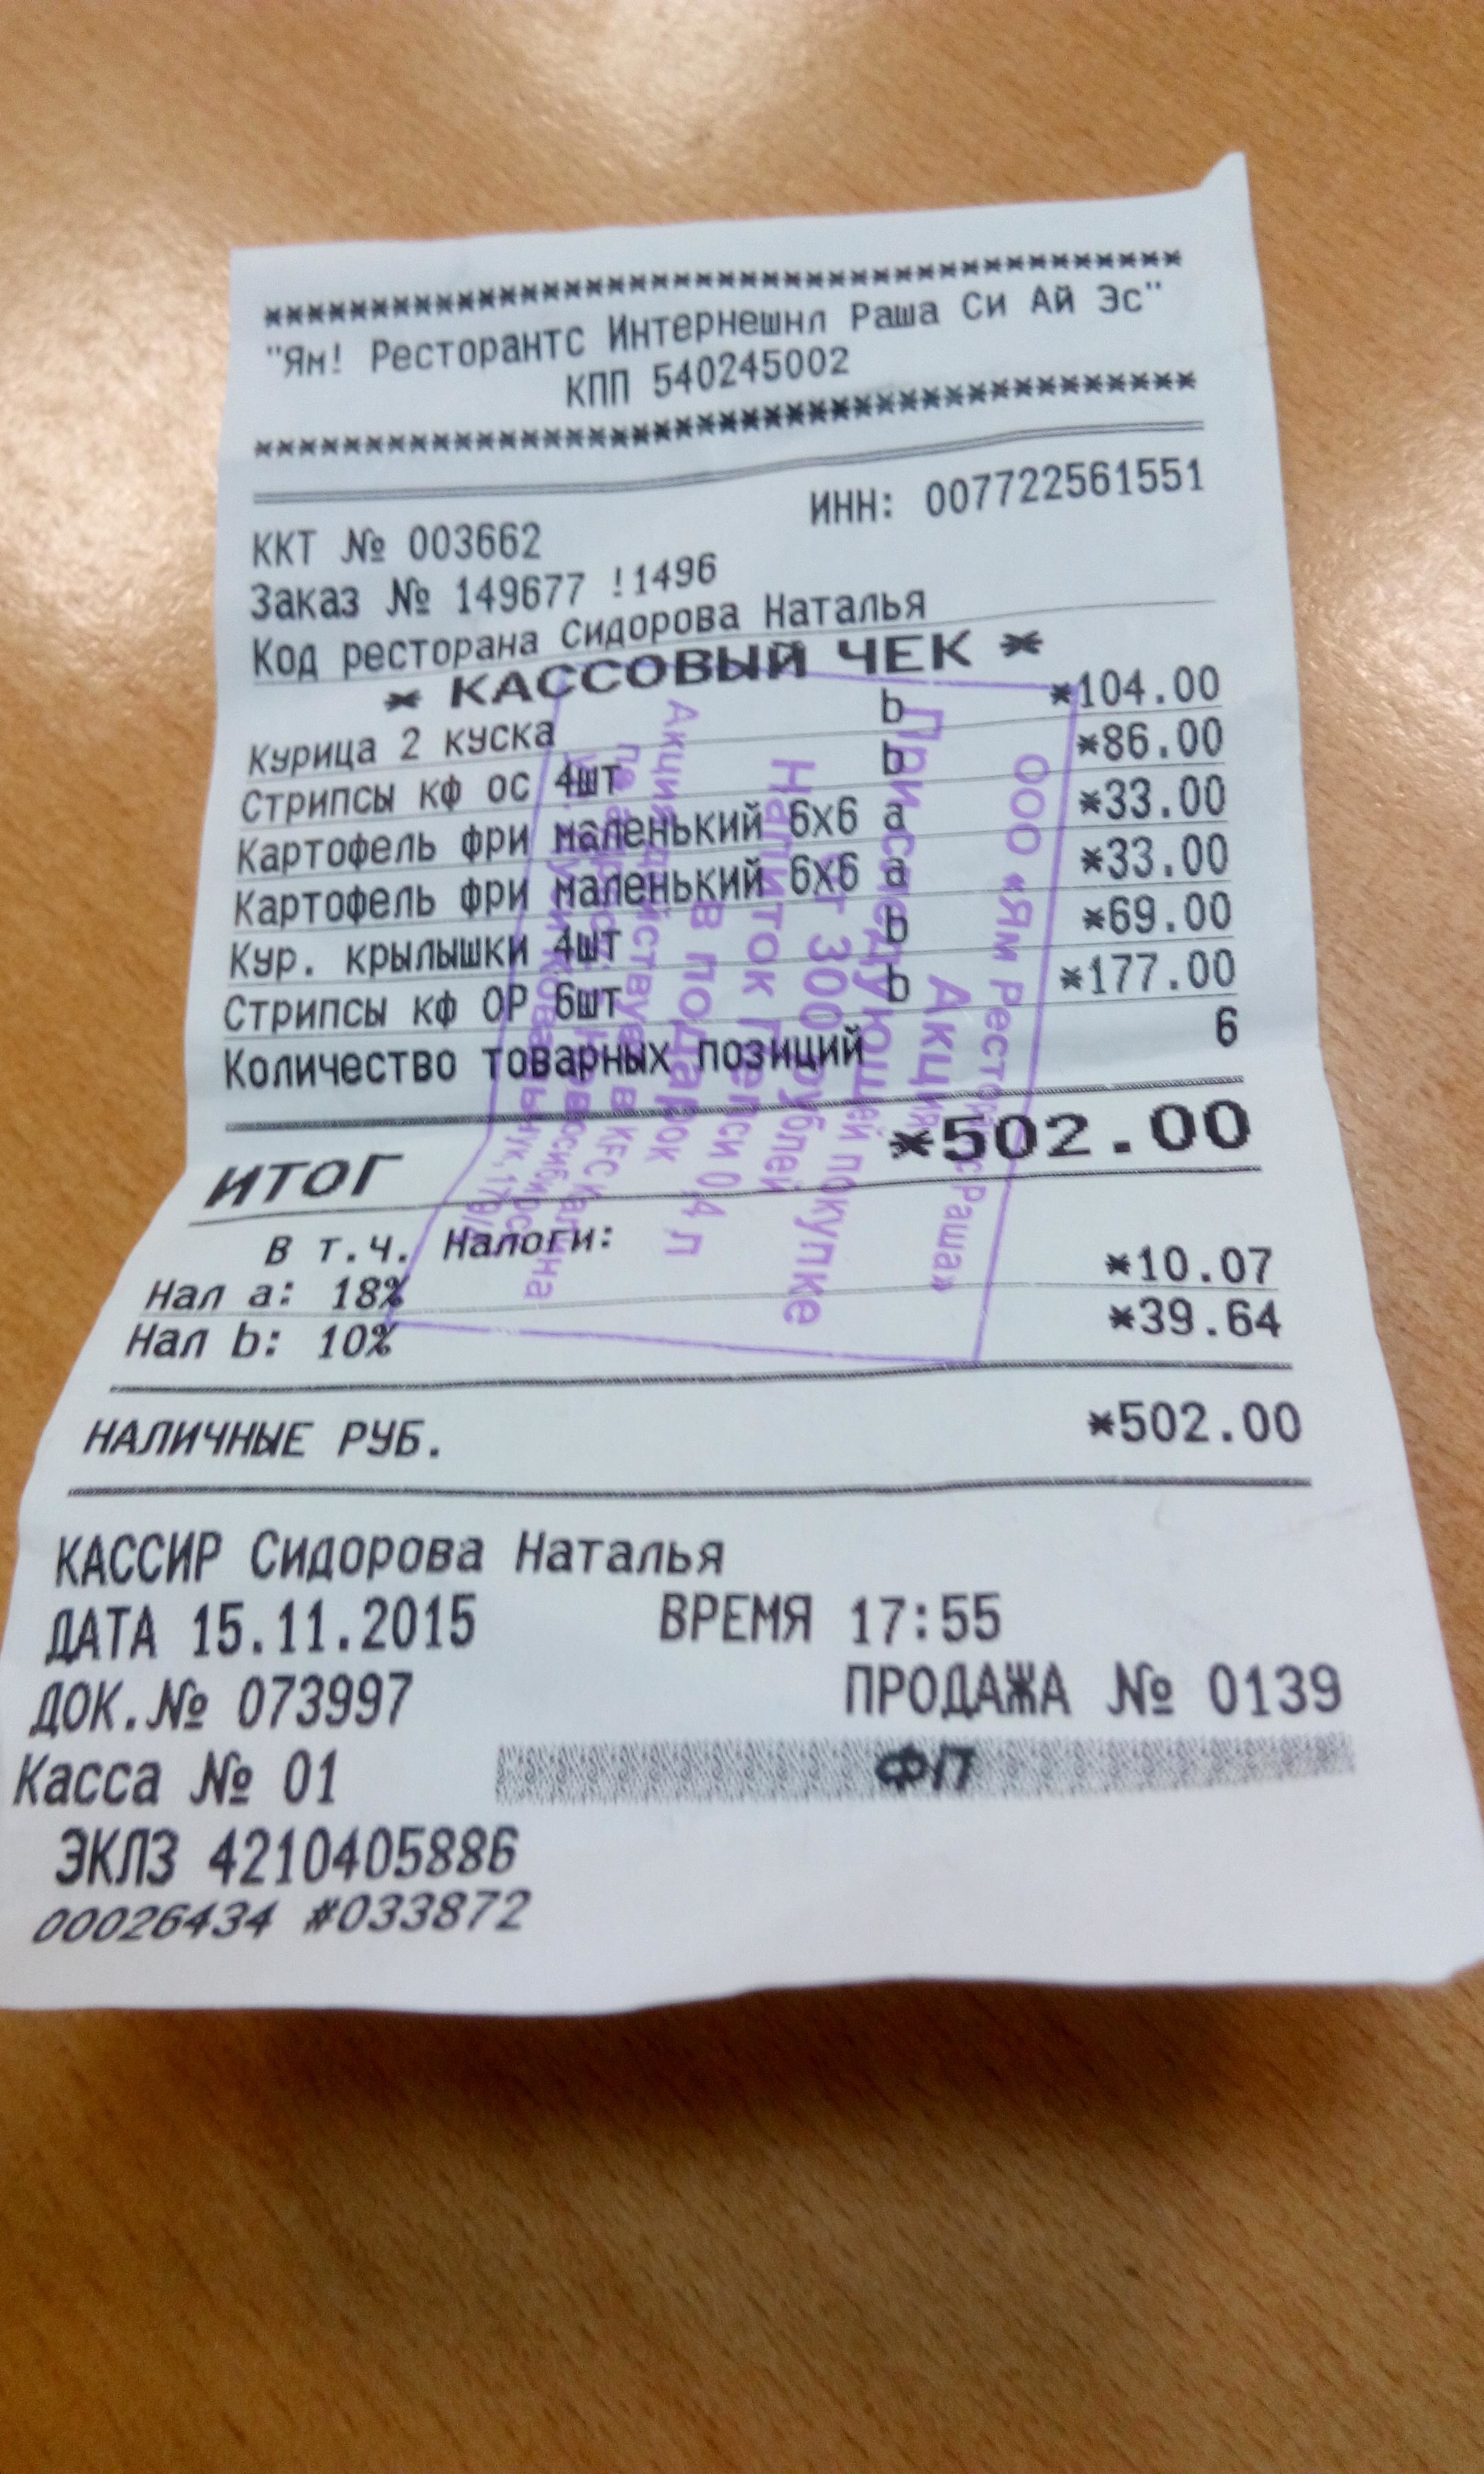 ************************************************
"Ям! Ресторантс Интернешнл Раша Си Ай Эс"
КПП 540245002
************************************************
ИНН: 007722561551
ККТ № 003662
Заказ № 149677 !1496
Код ресторана Сидорова Наталья
* КАССОВЫЙ ЧЕК *
Курица 2 куска b *104.00
Стрипсы кф ос 4шт b *86.00
Картофель фри маленький 6х6 a *33.00
Картофель фри маленький 6х6 a *33.00
Кур. крылышки 4шт b *69.00
Стрипсы кф ОР 6шт b *177.00
Количество товарных позиций 6
ИТОГ *502.00
в т.ч. Налоги:
Нал a: 18% *10.07
Нал b: 10% *39.64
НАЛИЧНЫЕ РУБ. *502.00
КАССИР Сидорова Наталья
ДАТА 15.11.2015 ВРЕМЯ 17:55
ДОК.№ 073997 ПРОДАЖА № 0139
Касса № 01 ФП
ЭКЛЗ 4210405886
00026434 #033872
ООО «Ям Ресторантс Раша»
Акция
При следующей покупке
от 300 рублей
Напиток Пепси 0,4 л
в подарок
Акция действует в KFC